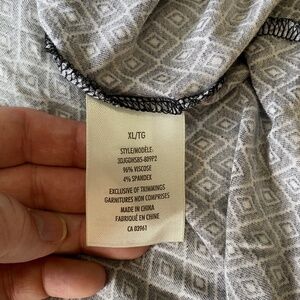 XL/TG
STYLE/MODÈLE:
96% VISCOSE
4% SPANDEX
EXCLUSIVE OF TRIMMINGS
GARNITURES NON COMPRISES
MADE IN CHINA
FABRIQUÉ EN CHINE
CA 03961